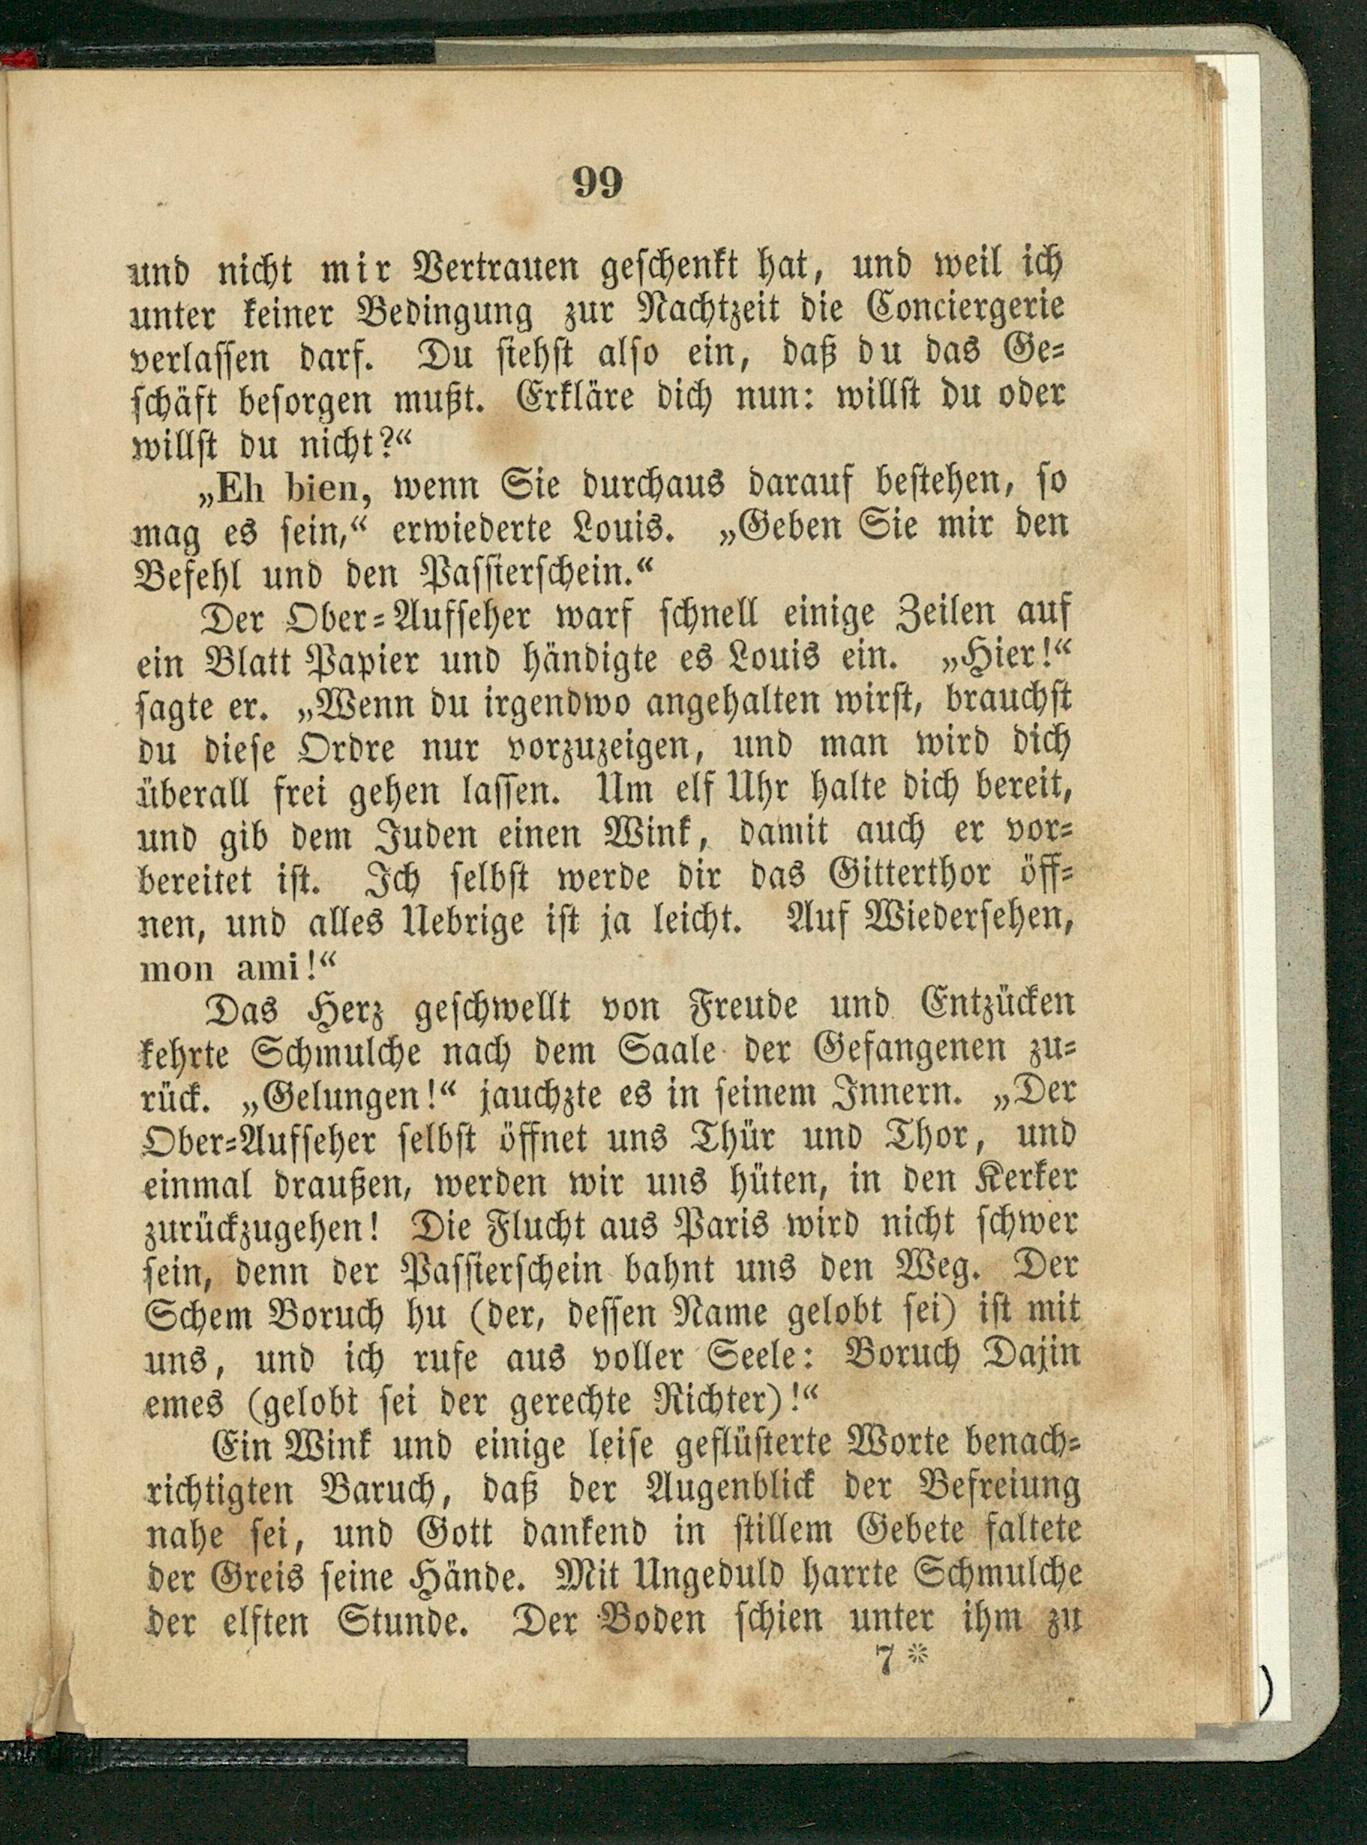 99
und nicht mir Vertrauen geschenkt hat, und weil ich
unter keiner Bedingung zur Nachtzeit die Conciergerie
verlassen darf. Du siehst also ein, daß du das Ge-
schäft besorgen mußt. Erkläre dich nun: willst du oder
willst du nicht?“
„Eh bien, wenn Sie durchaus darauf bestehen, so
mag es sein,“ erwiederte Louis. „Geben Sie mir den
Befehl und den Passierschein.“
Der Ober-Aufseher warf schnell einige Zeilen auf
ein Blatt Papier und händigte es Louis ein. „Hier!“
sagte er. „Wenn du irgendwo angehalten wirst, brauchst
du diese Ordre nur vorzuzeigen, und man wird dich
überall frei gehen lassen. Um elf Uhr halte dich bereit,
und gib dem Juden einen Wink, damit auch er vor-
bereitet ist. Ich selbst werde dir das Gitterthor öff-
nen, und alles Uebrige ist ja leicht. Auf Wiedersehen,
mon ami!“
Das Herz geschwellt von Freude und Entzücken
kehrte Schmulche nach dem Saale der Gefangenen zu-
rück. „Gelungen!“ jauchzte es in seinem Innern. „Der
Ober-Aufseher selbst öffnet uns Thür und Thor, und
einmal draußen, werden wir uns hüten, in den Kerker
zurückzugehen! Die Flucht aus Paris wird nicht schwer
sein, denn der Passierschein bahnt uns den Weg. Der
Schem Boruch hu (der, dessen Name gelobt sei) ist mit
uns, und ich rufe aus voller Seele: Boruch Dajin
emes (gelobt sei der gerechte Richter)!“
Ein Wink und einige leise geflüsterte Worte benach-
richtigten Baruch, daß der Augenblick der Befreiung
nahe sei, und Gott dankend in stillem Gebete faltete
der Greis seine Hände. Mit Ungeduld harrte Schmulche
der elften Stunde. Der Boden schien unter ihm zu
7*